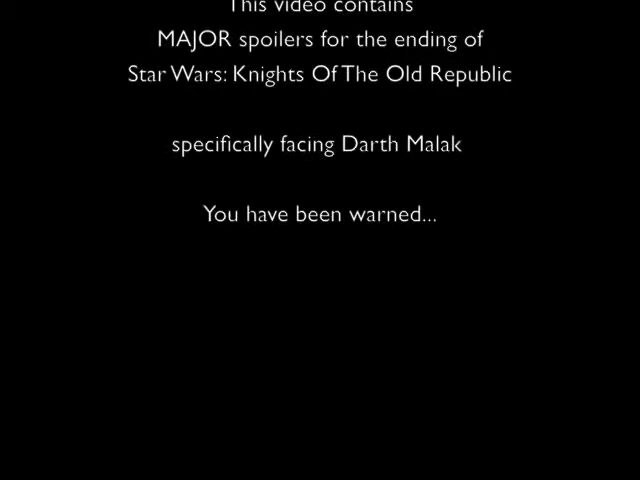 This video contains
MAJOR spoilers for the ending of
Star Wars: Knights Of The Old Republic
specifically facing Darth Malak
You have been warned...